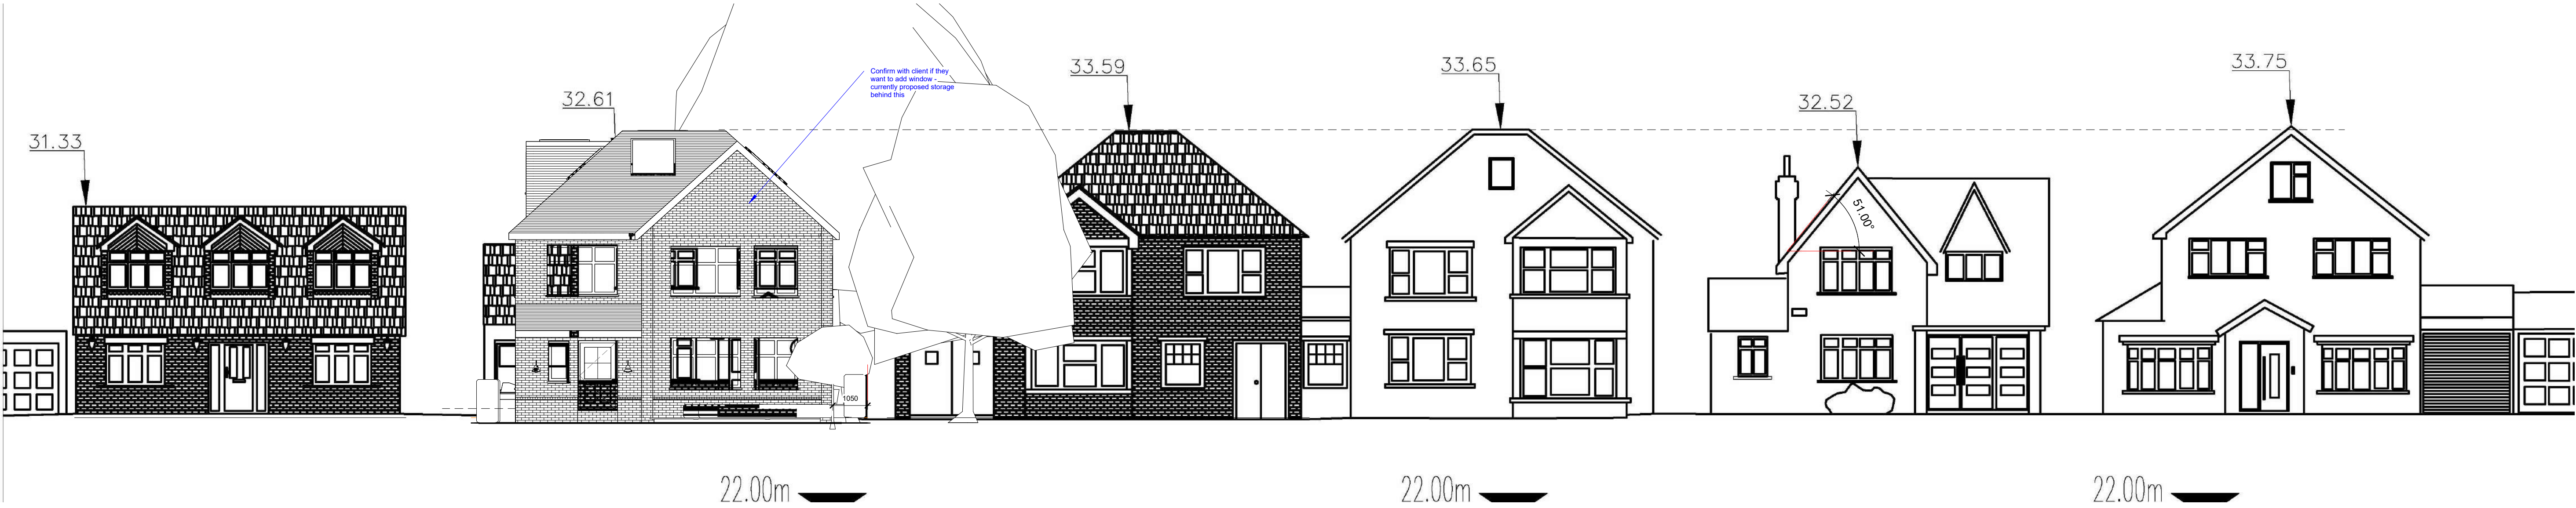 31.33
32.61
Confirm with client if they
want to add window -
currently proposed storage
behind this
33.59
33.65
32.52
33.75
51.00°
1050
22.00m
22.00m
22.00m